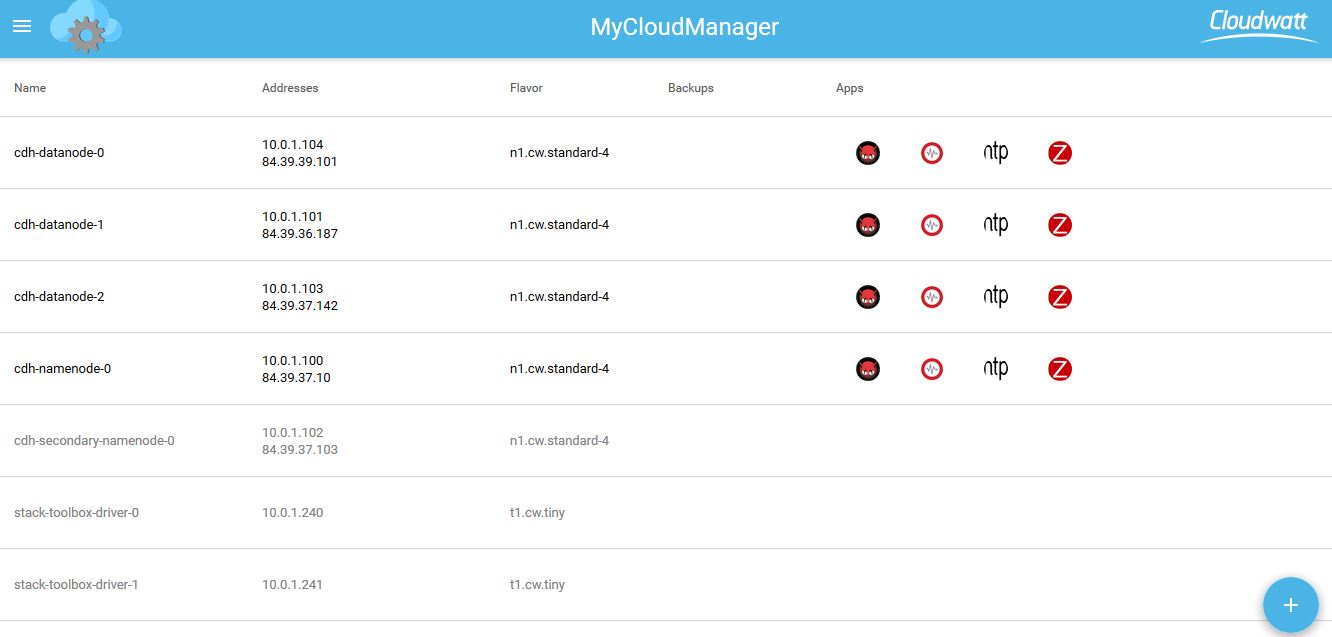 MyCloudManager
Cloudwatt
Name Addresses Flavor Backups Apps
cdh-datanode-0 10.0.1.104 n1.cw.standard-4 ntp Z
84.39.39.101
cdh-datanode-1 10.0.1.101 n1.cw.standard-4 ntp Z
84.39.36.187
cdh-datanode-2 10.0.1.103 n1.cw.standard-4 ntp Z
84.39.37.142
cdh-namenode-0 10.0.1.100 n1.cw.standard-4 ntp Z
84.39.37.10
cdh-secondary-namenode-0 10.0.1.102 n1.cw.standard-4
84.39.37.103
stack-toolbox-driver-0 10.0.1.240 t1.cw.tiny
stack-toolbox-driver-1 10.0.1.241 t1.cw.tiny
+